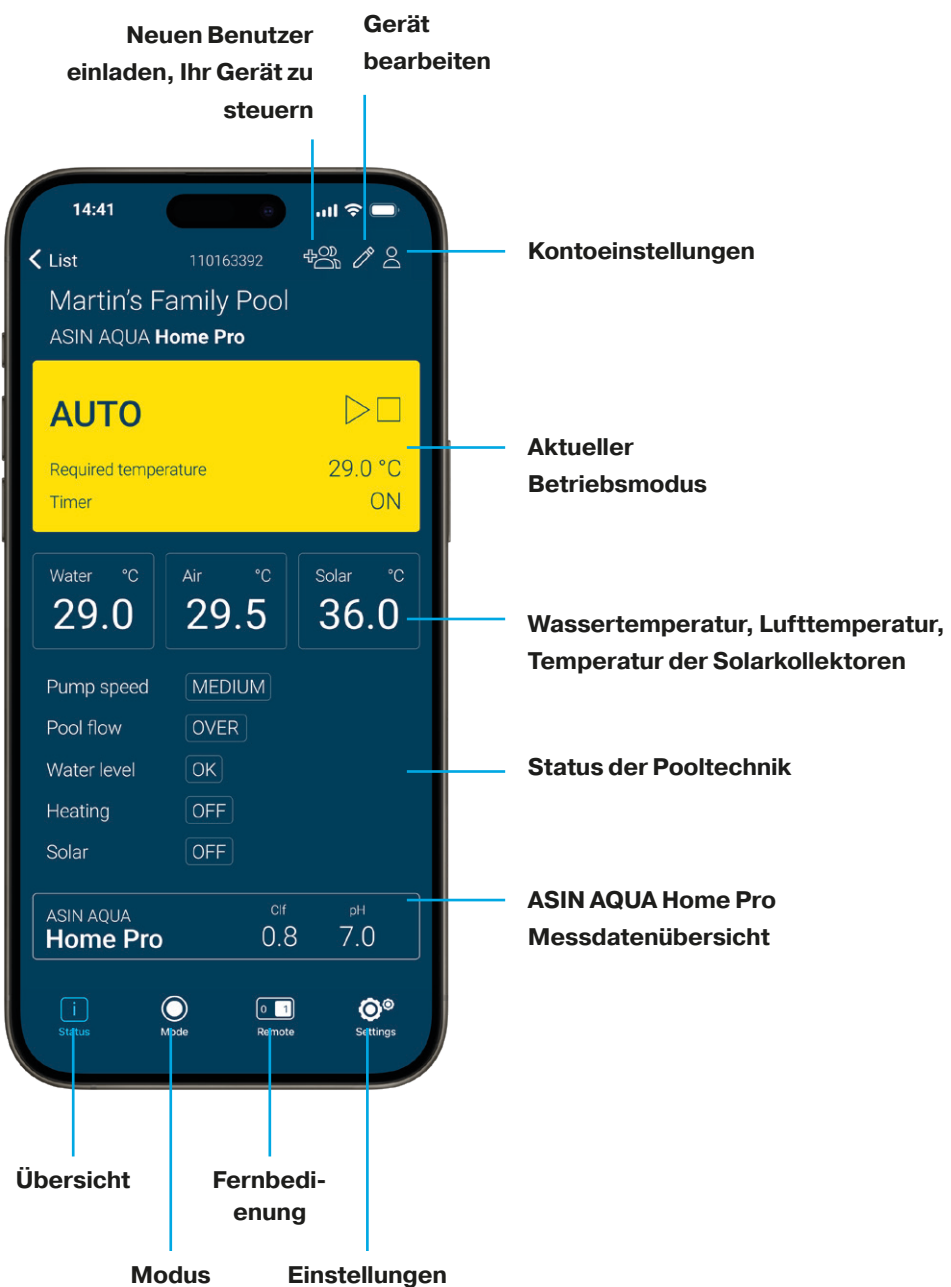 Neuen Benutzer
einladen, Ihr Gerät zu
steuern
Gerät
bearbeiten
14:41
List
110163392
Kontoeinstellungen
Martin's Family Pool
ASIN AQUA Home Pro
AUTO
Required temperature 29.0 °C
Timer ON
Aktueller
Betriebsmodus
Water °C Air °C Solar °C
29.0 29.5 36.0
Wassertemperatur, Lufttemperatur,
Temperatur der Solarkollektoren
Pump speed MEDIUM
Pool flow OVER
Water level OK
Heating OFF
Solar OFF
Status der Pooltechnik
ASIN AQUA Clf pH
Home Pro 0.8 7.0
ASIN AQUA Home Pro
Messdatenübersicht
i 0 1
Status Mode Remote Settings
Übersicht
Fernbedi-
enung
Modus
Einstellungen